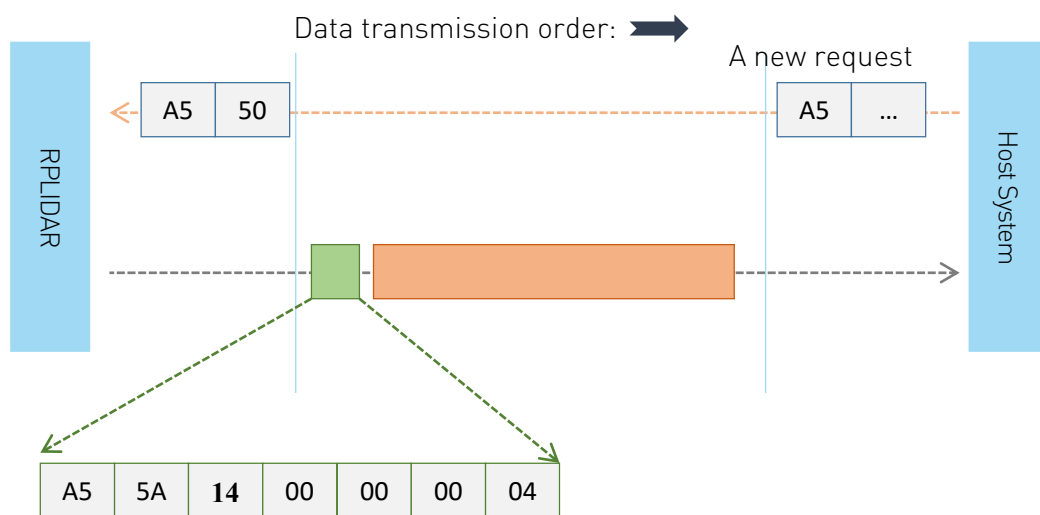 Data transmission order:
A new request
A5 50
A5 ...
RPLIDAR
Host System
A5 5A 14 00 00 00 04